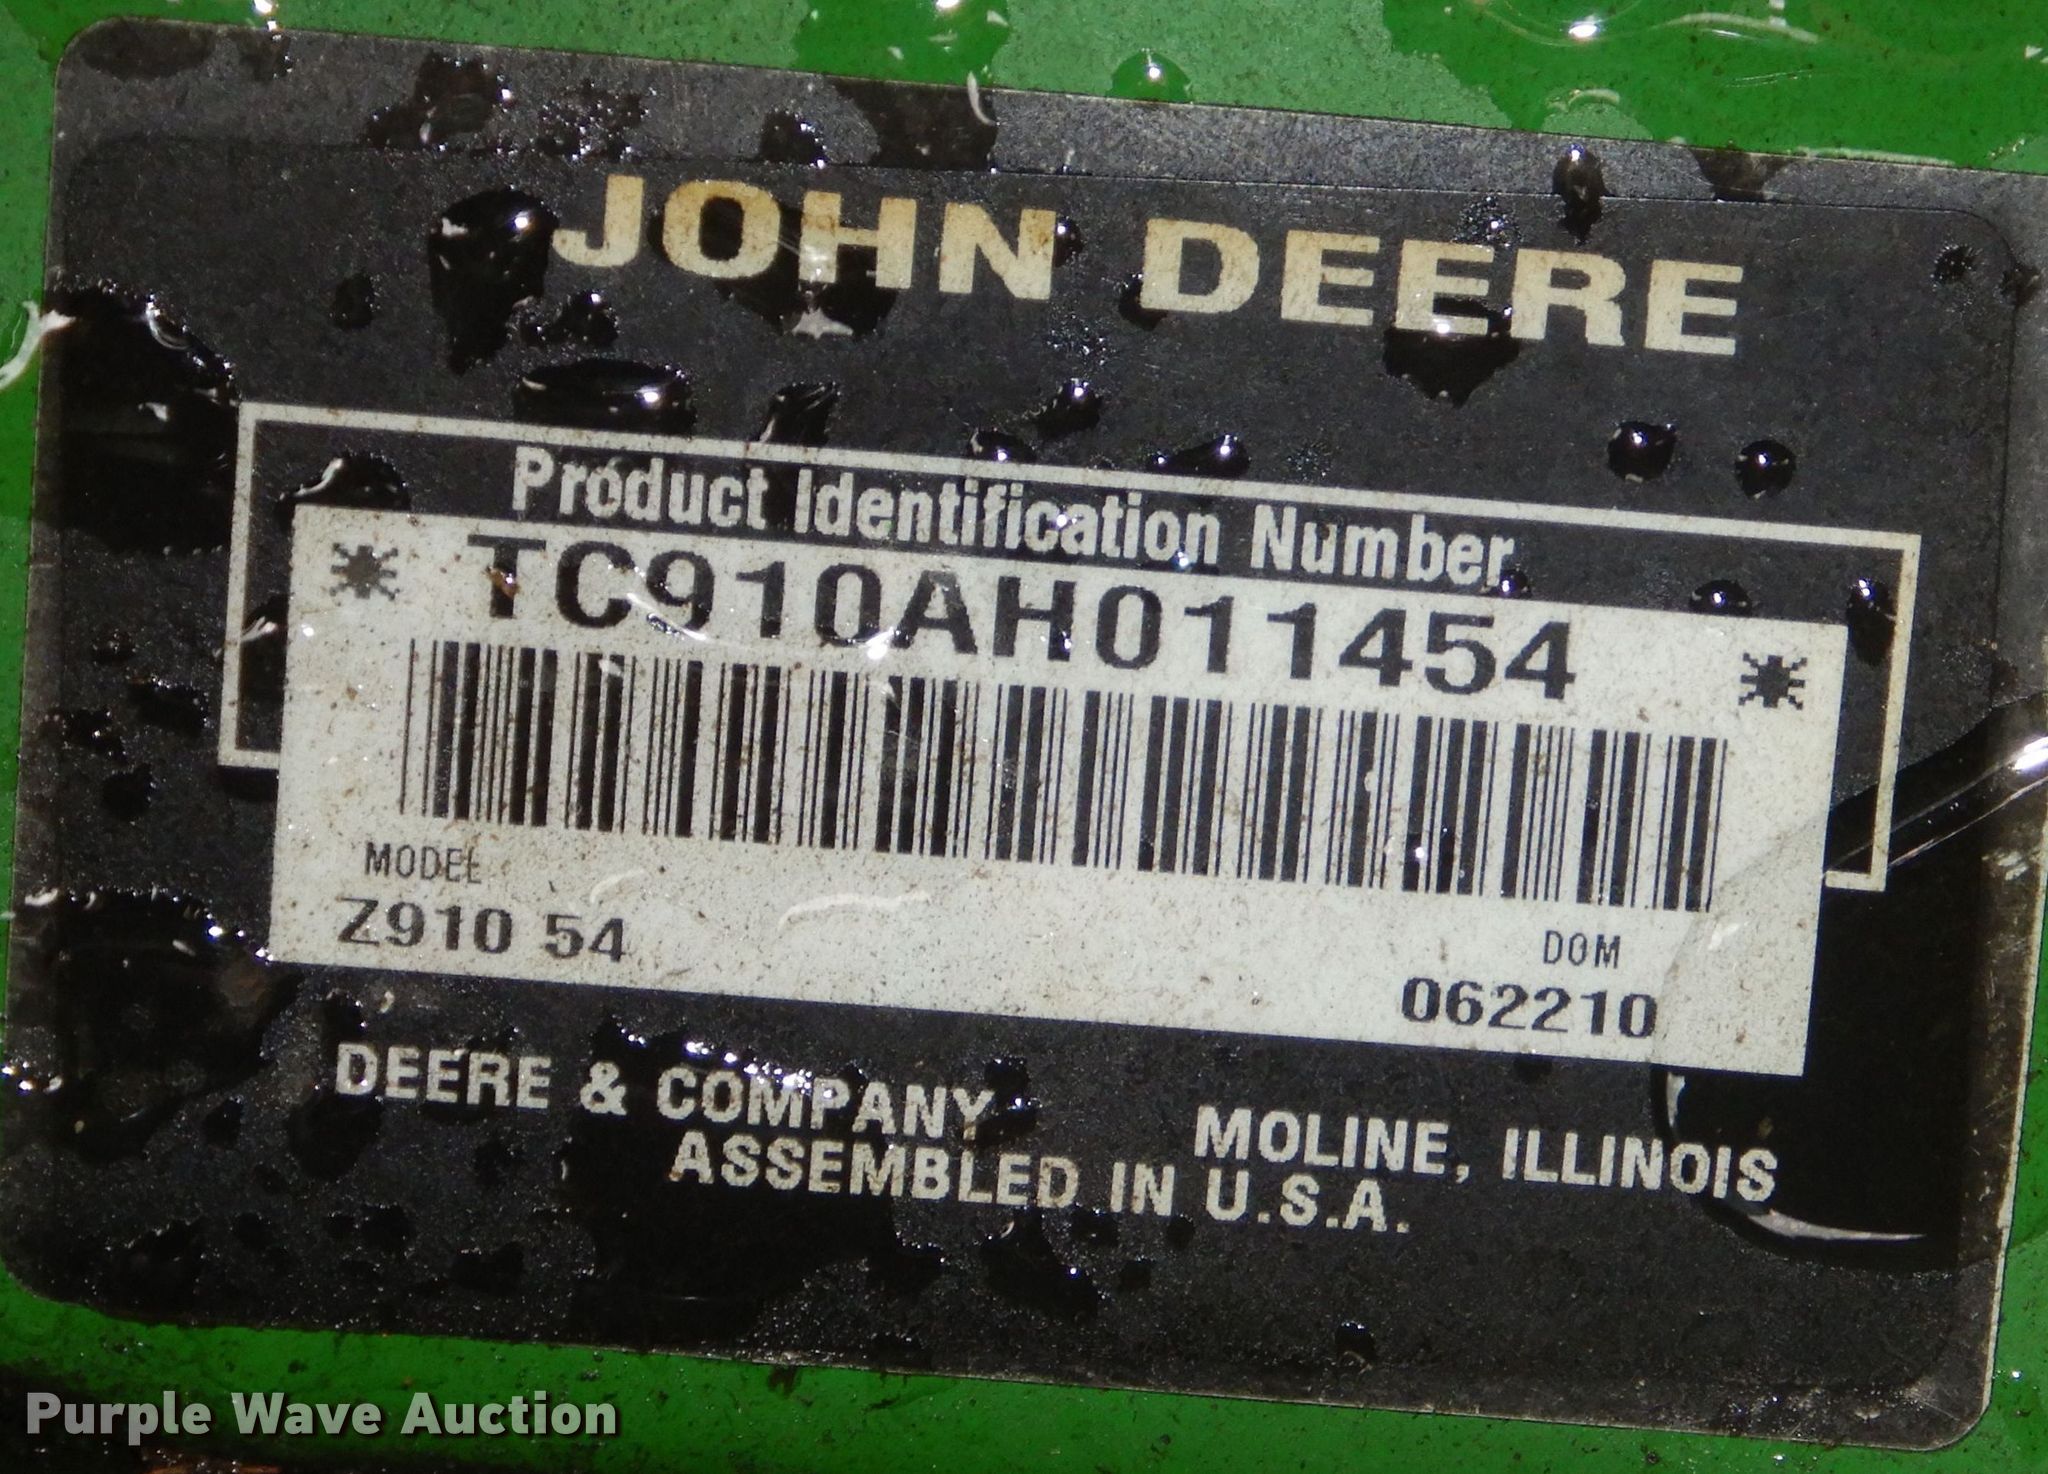 JOHN DEERE
Product Identification Number
* TC910AH011454 *
MODEL
Z910 54
DOM
062210
DEERE & COMPANY MOLINE, ILLINOIS
ASSEMBLED IN U.S.A.
Purple Wave Auction